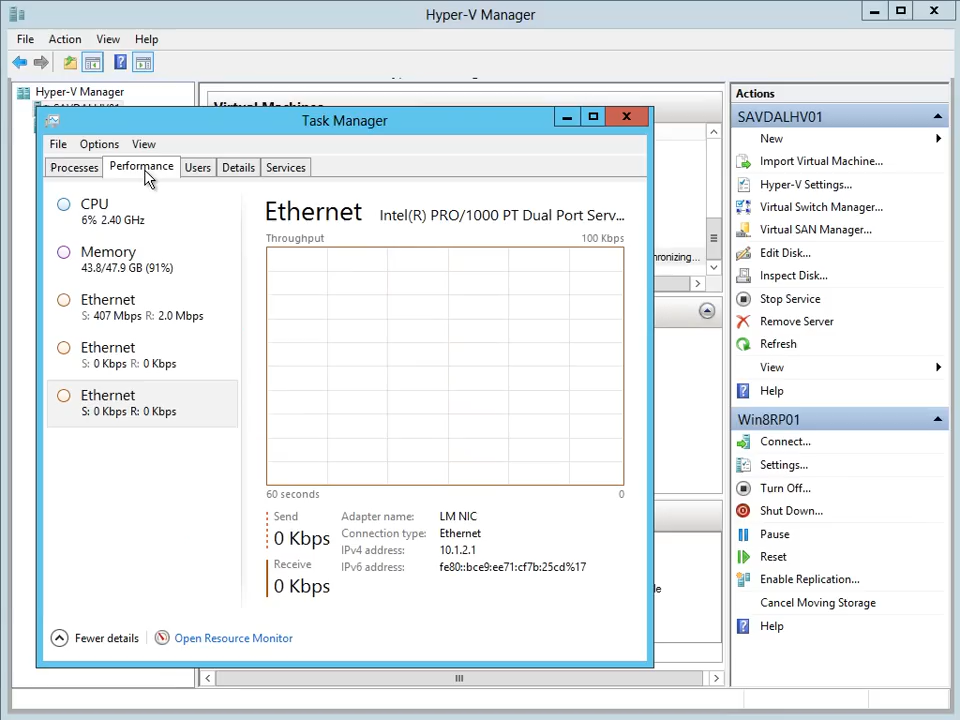 Hyper-V Manager
File Action View Help
Hyper-V Manager
Task Manager
File Options View
Processes Performance Users Details Services
CPU
6% 2.40 GHz
Memory
43.8/47.9 GB (91%)
Ethernet
S: 407 Mbps R: 2.0 Mbps
Ethernet
S: 0 Kbps R: 0 Kbps
Ethernet
S: 0 Kbps R: 0 Kbps
Ethernet Intel(R) PRO/1000 PT Dual Port Serv...
Throughput 100 Kbps
60 seconds 0
Send
0 Kbps
Receive
0 Kbps
Adapter name: LM NIC
Connection type: Ethernet
IPv4 address: 10.1.2.1
IPv6 address: fe80::bce9:ee71:cf7b:25cd%17
Fewer details Open Resource Monitor
Actions
SAVDALHV01
New
Import Virtual Machine...
Hyper-V Settings...
Virtual Switch Manager...
Virtual SAN Manager...
Edit Disk...
Inspect Disk...
Stop Service
Remove Server
Refresh
View
Help
Win8RP01
Connect...
Settings...
Turn Off...
Shut Down...
Pause
Reset
Enable Replication...
Cancel Moving Storage
Help